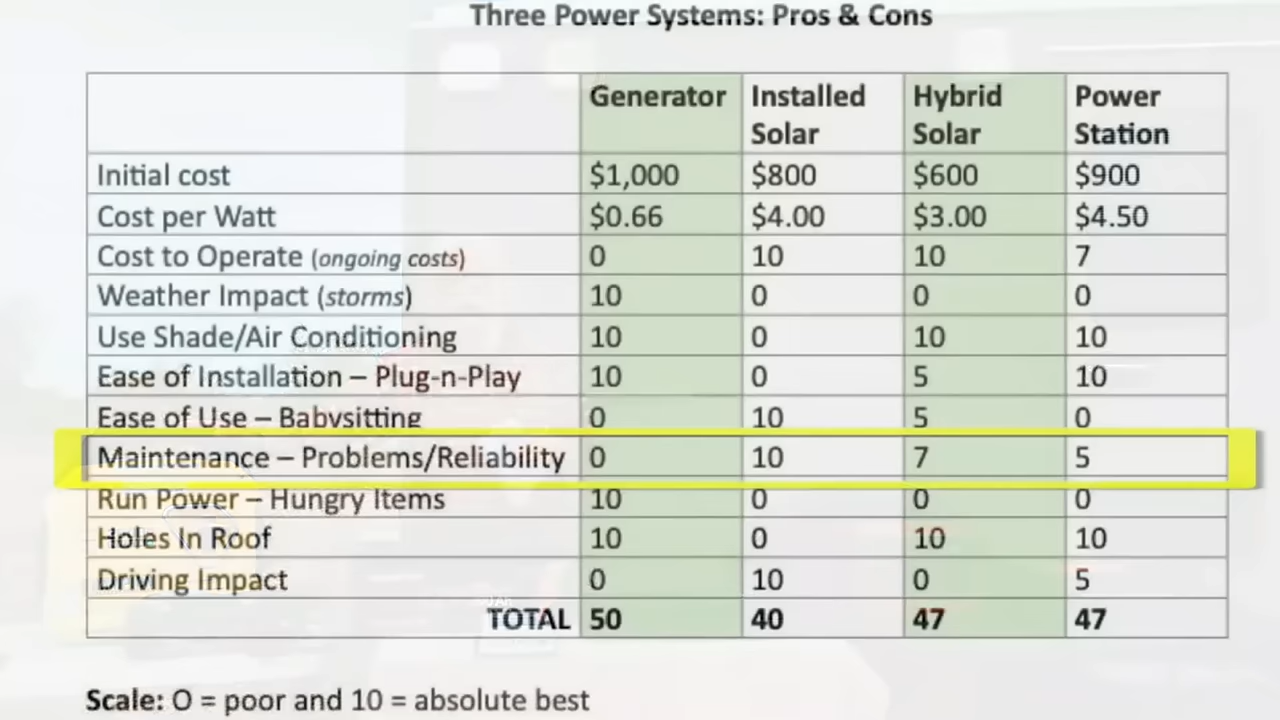 Three Power Systems: Pros & Cons
Generator Installed Solar Hybrid Solar Power Station
Initial cost $1,000 $800 $600 $900
Cost per Watt $0.66 $4.00 $3.00 $4.50
Cost to Operate (ongoing costs) 0 10 10 7
Weather Impact (storms) 10 0 0 0
Use Shade/Air Conditioning 10 0 10 10
Ease of Installation – Plug-n-Play 10 0 5 10
Ease of Use – Babysitting 0 10 5 0
Maintenance – Problems/Reliability 0 10 7 5
Run Power – Hungry Items 10 0 0 0
Holes In Roof 10 0 10 10
Driving Impact 0 10 0 5
TOTAL 50 40 47 47
Scale: O = poor and 10 = absolute best